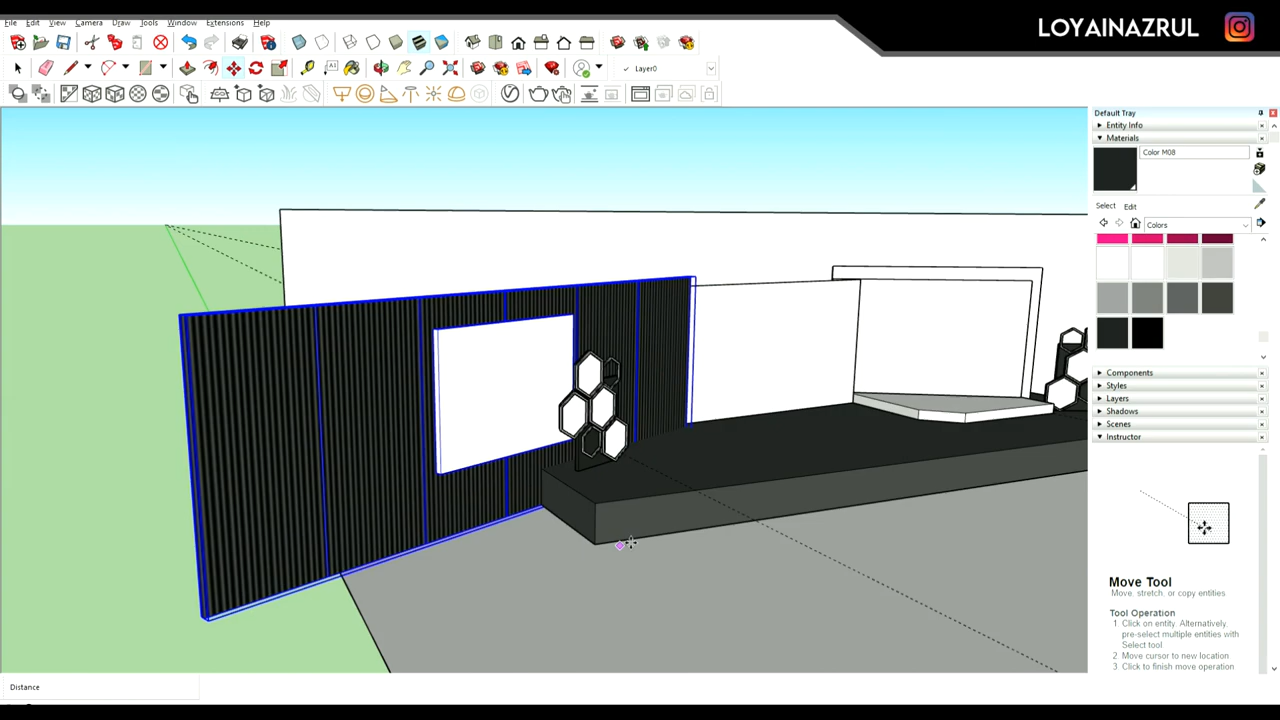 LOYAINAZRUL
File Edit View Camera Draw Tools Window Extensions Help
Layer0
Default Tray
Entity Info
Materials
Color M08
Select Edit
Colors
Components
Styles
Layers
Shadows
Scenes
Instructor
Move Tool
Move, stretch, or copy entities
Tool Operation
1 Click on entity. Alternatively,
pre-select multiple entities with
Select tool
2 Move cursor to new location
3 Click to finish move operation
Distance